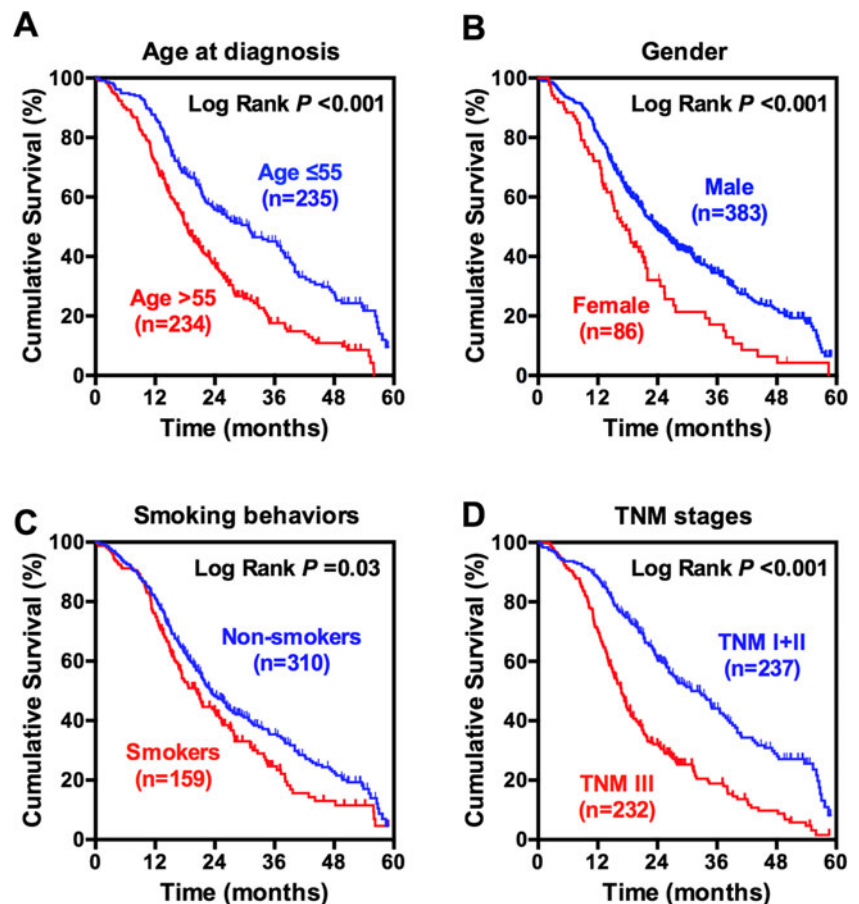 A
Age at diagnosis
Cumulative Survival (%)
100
80
60
40
20
0
Log Rank P <0.001
Age ≤55
(n=235)
Age >55
(n=234)
0 12 24 36 48 60
Time (months)
B
Gender
Cumulative Survival (%)
100
80
60
40
20
0
Log Rank P <0.001
Male
(n=383)
Female
(n=86)
0 12 24 36 48 60
Time (months)
C
Smoking behaviors
Cumulative Survival (%)
100
80
60
40
20
0
Log Rank P =0.03
Non-smokers
(n=310)
Smokers
(n=159)
0 12 24 36 48 60
Time (months)
D
TNM stages
Cumulative Survival (%)
100
80
60
40
20
0
Log Rank P <0.001
TNM I+II
(n=237)
TNM III
(n=232)
0 12 24 36 48 60
Time (months)